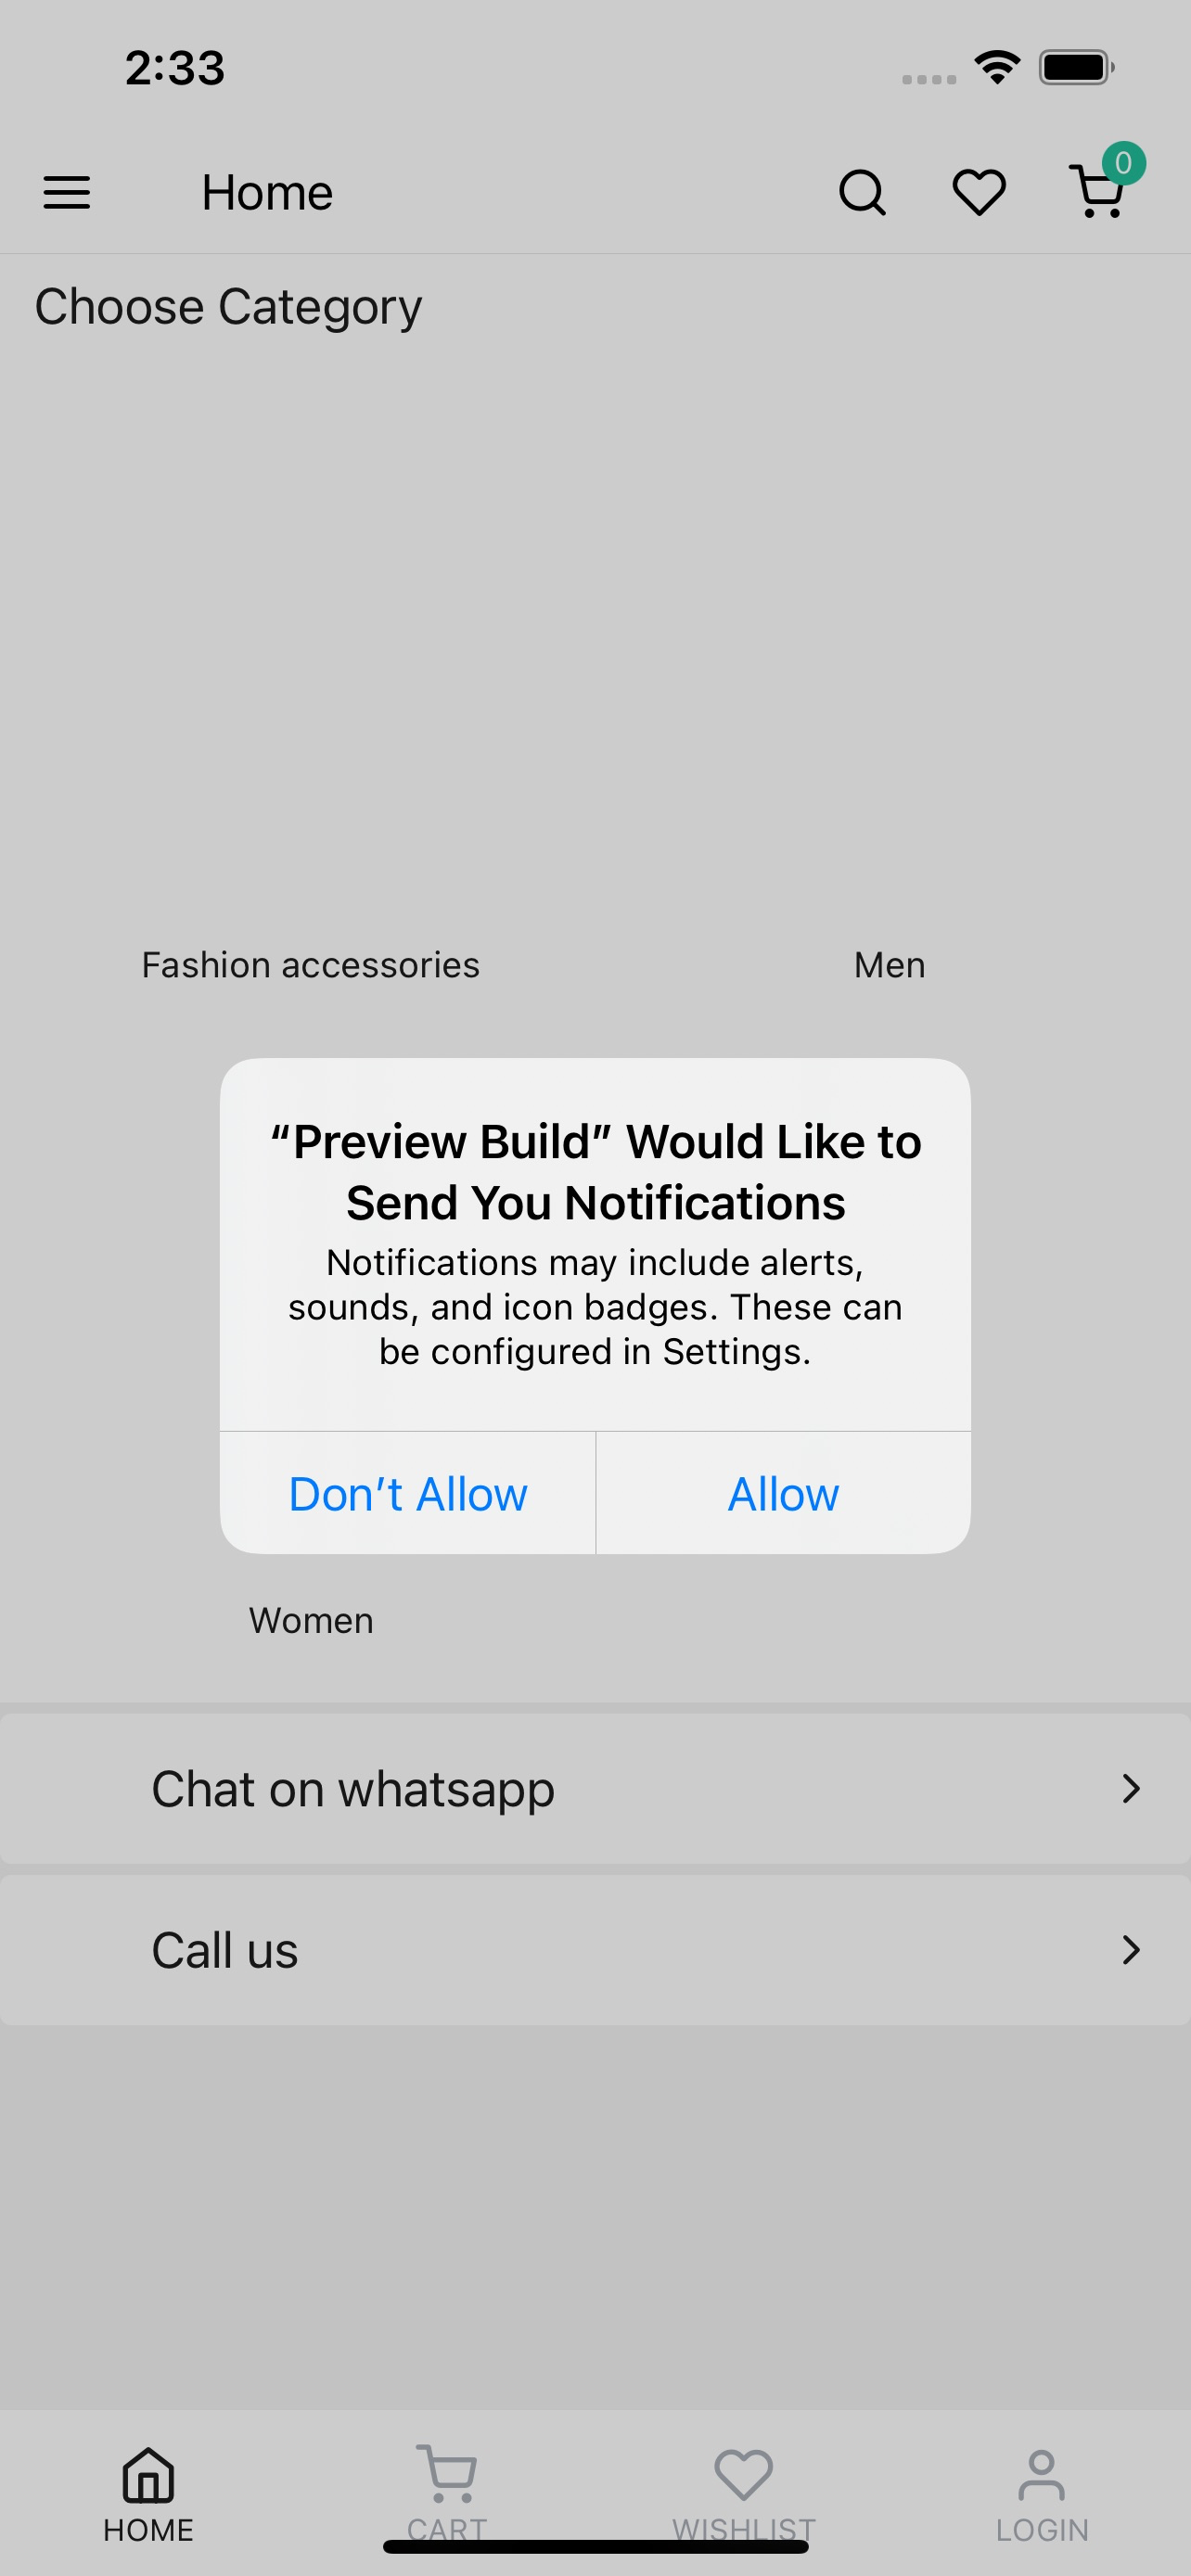 2:33
Home
0
Choose Category
Fashion accessories
Men
“Preview Build” Would Like to
Send You Notifications
Notifications may include alerts,
sounds, and icon badges. These can
be configured in Settings.
Don’t Allow
Allow
Women
Chat on whatsapp
Call us
HOME
CART
WISHLIST
LOGIN